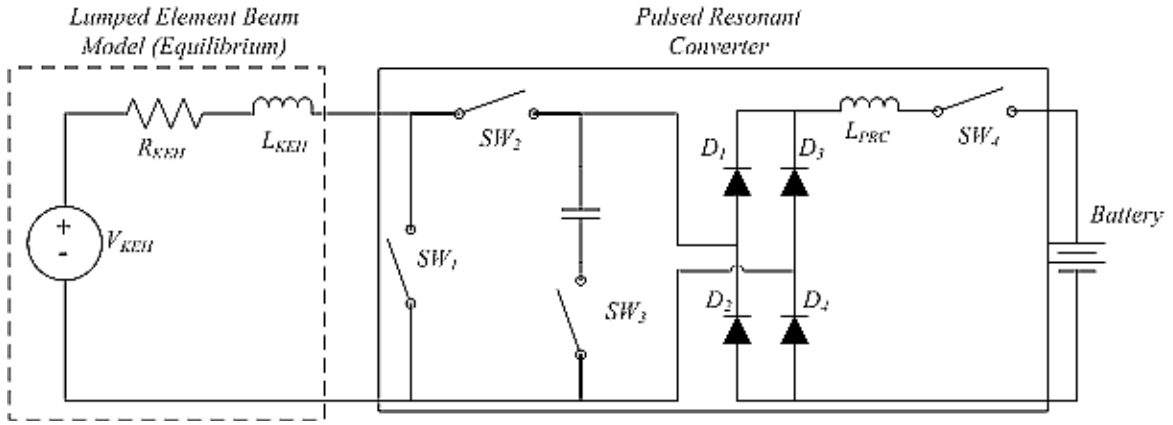 Lumped Element Beam
Model (Equilibrium)
Pulsed Resonant
Converter
R_KEH
L_KEH
SW_2
L_PRC
SW_4
D_1
D_3
Battery
+
-
V_KEH
SW_1
SW_3
D_2
D_4